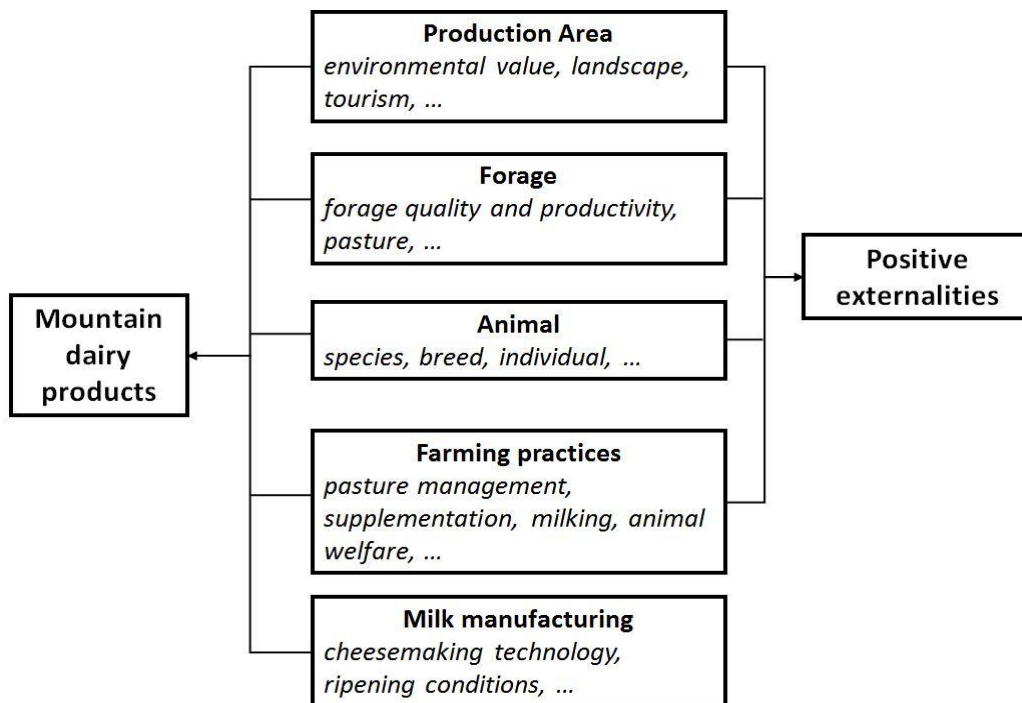 Production Area
environmental value, landscape,
tourism, ...
Forage
forage quality and productivity,
pasture, ...
Animal
species, breed, individual, ...
Farming practices
pasture management,
supplementation, milking, animal
welfare, ...
Milk manufacturing
cheesemaking technology,
ripening conditions, ...
Mountain
dairy
products
Positive
externalities